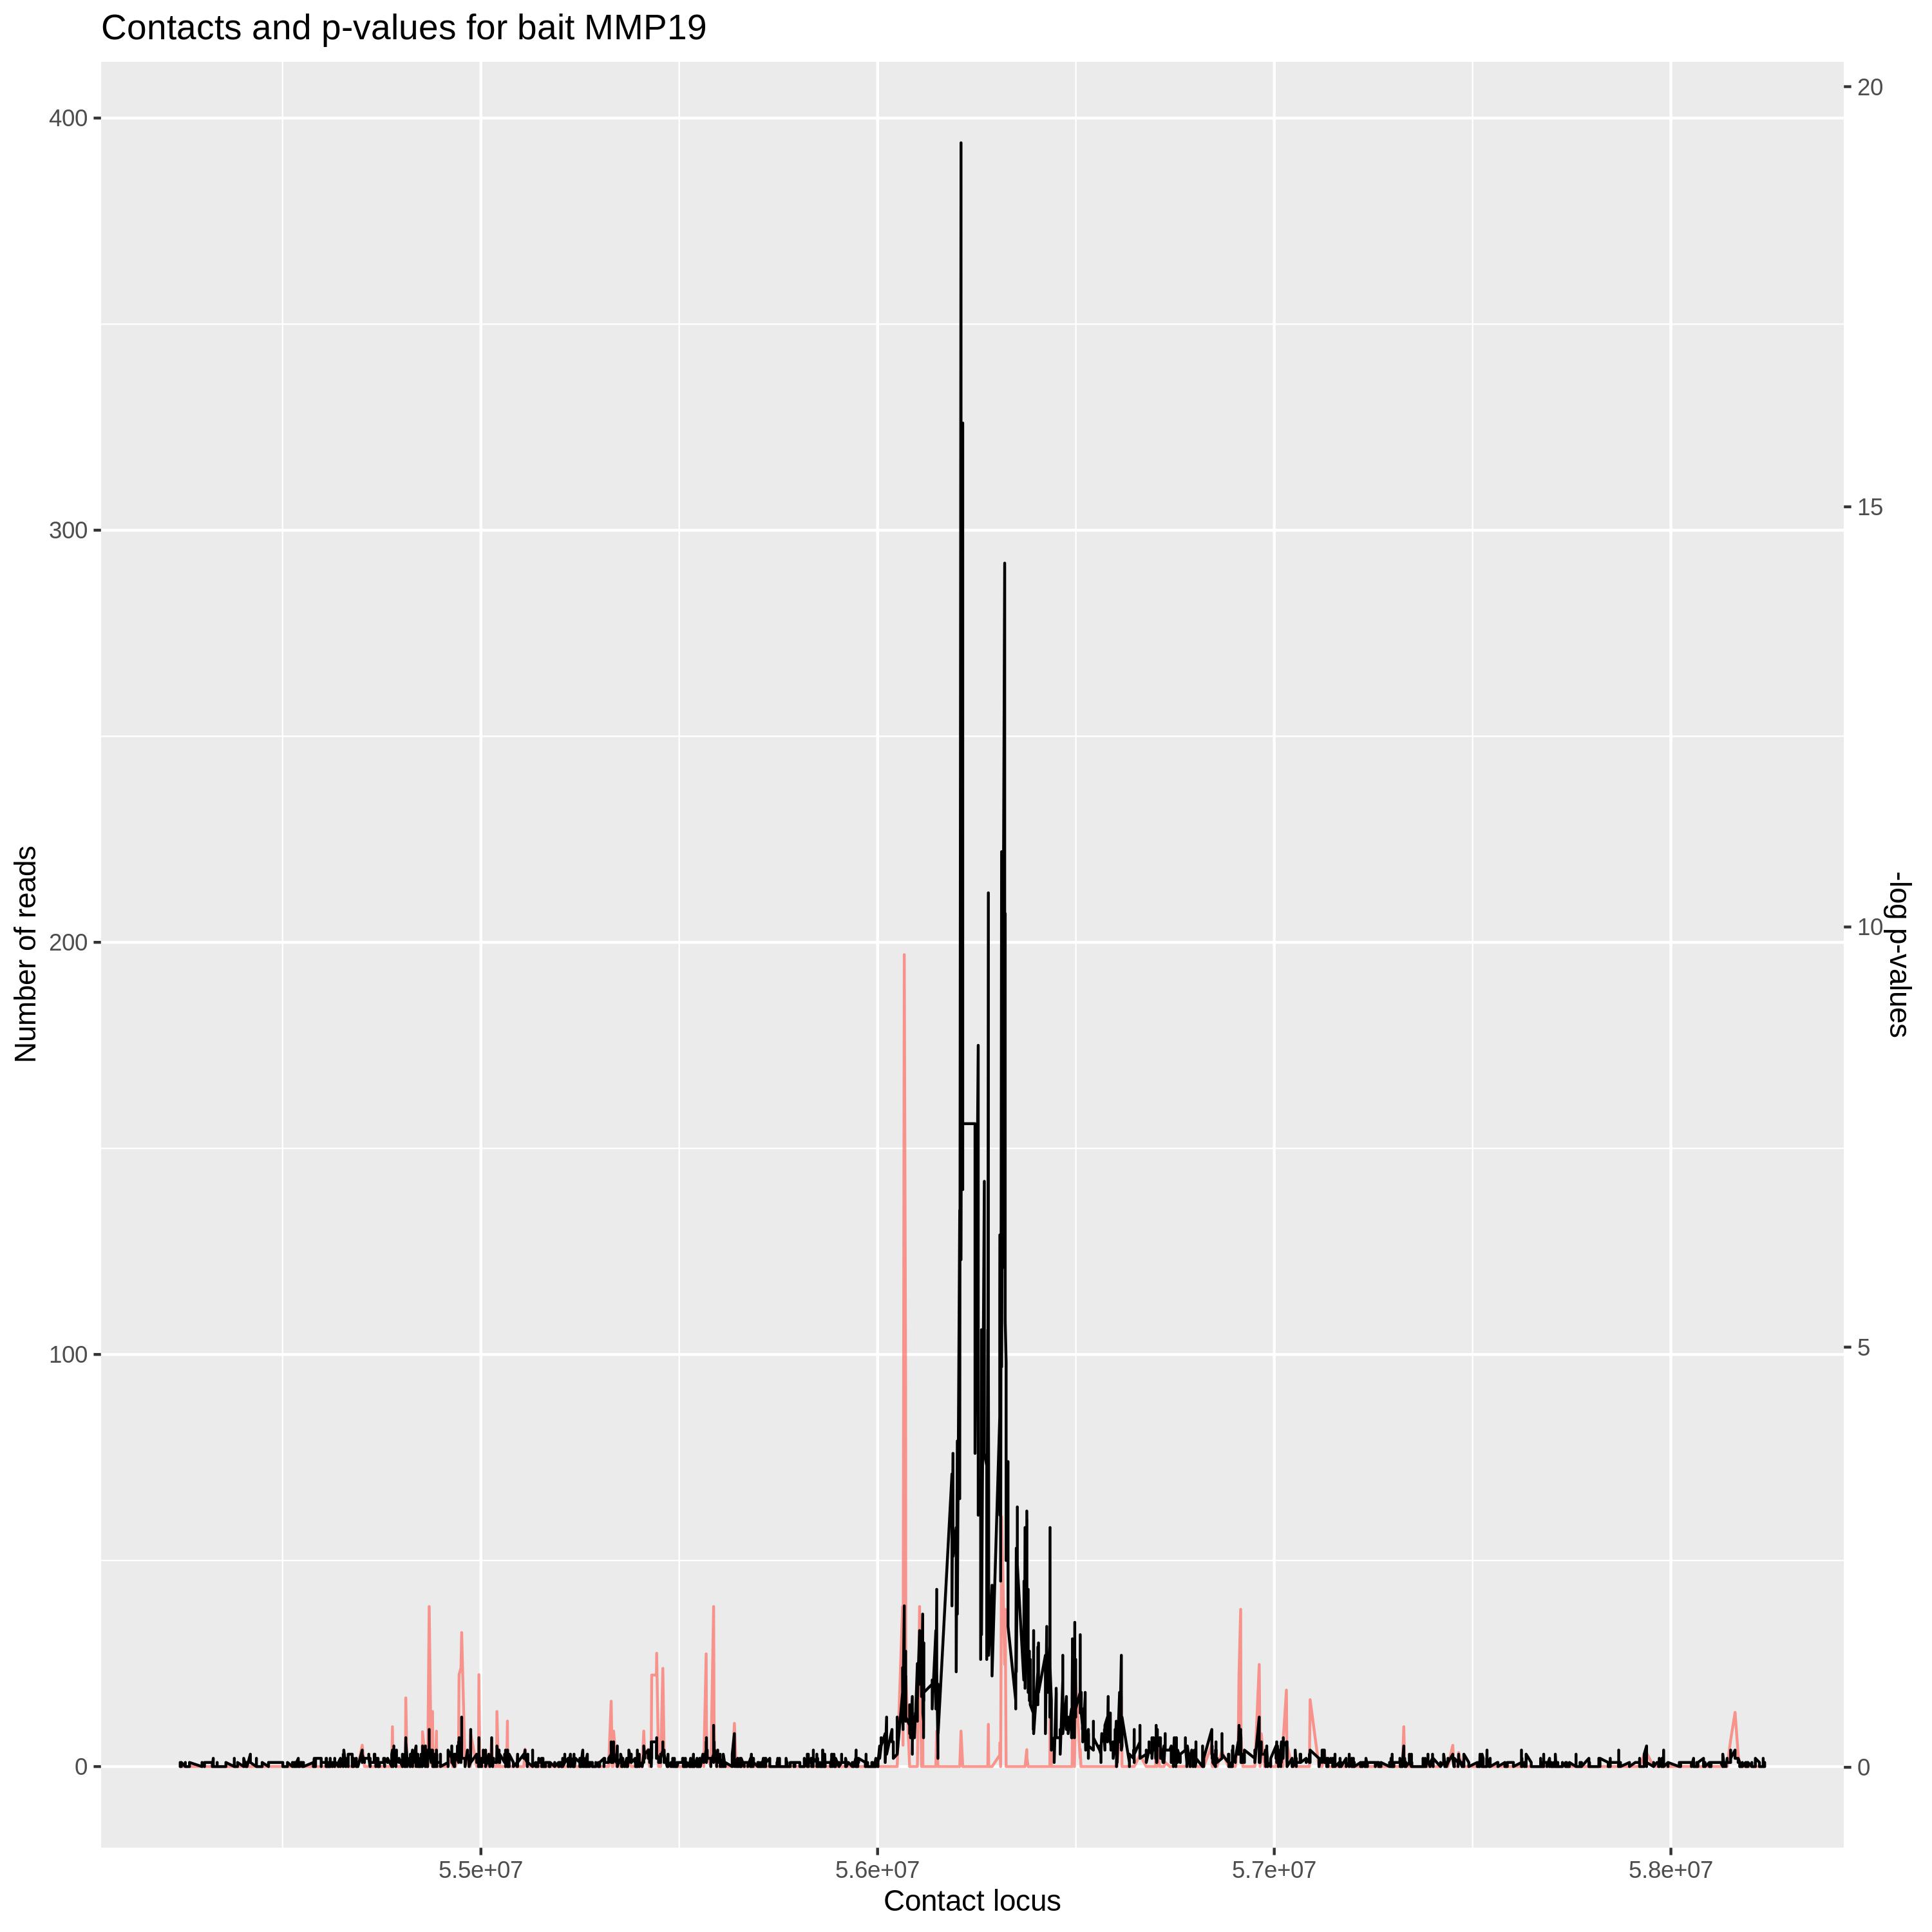 Contacts and p-values for bait MMP19
400
300
200
100
0
20
15
10
5
0
Number of reads
-log p-values
5.5e+07
5.6e+07
5.7e+07
5.8e+07
Contact locus